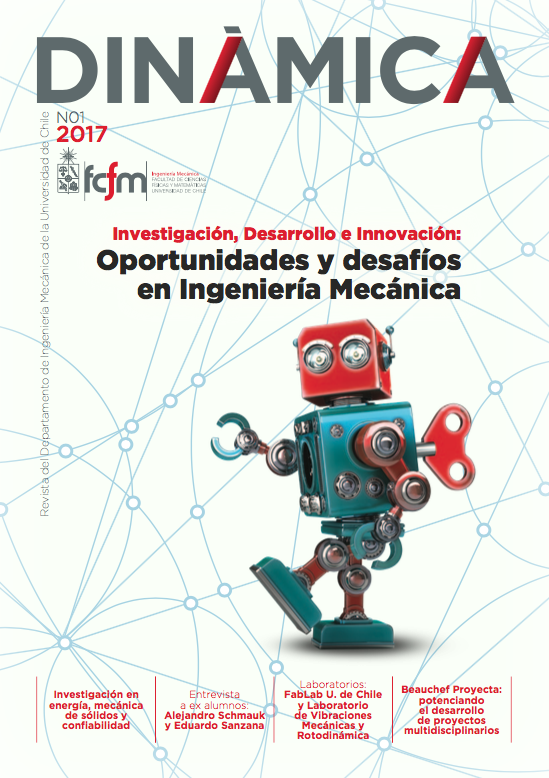 DINÀMICA
NO1
2017
Revista del Departamento de Ingeniería Mecánica de la Universidad de Chile
fcfm
Ingeniería Mecánica
FACULTAD DE CIENCIAS
FÍSICAS Y MATEMÁTICAS
UNIVERSIDAD DE CHILE
Investigación, Desarrollo e Innovación:
Oportunidades y desafíos
en Ingeniería Mecánica
Investigación en
energía, mecánica
de sólidos y
confiabilidad
Entrevista
a ex alumnos:
Alejandro Schmauk
y Eduardo Sanzana
Laboratorios:
FabLab U. de Chile
y Laboratorio
de Vibraciones
Mecánicas y
Rotodinámica
Beauchef Proyecta:
potenciando
el desarrollo
de proyectos
multidisciplinarios